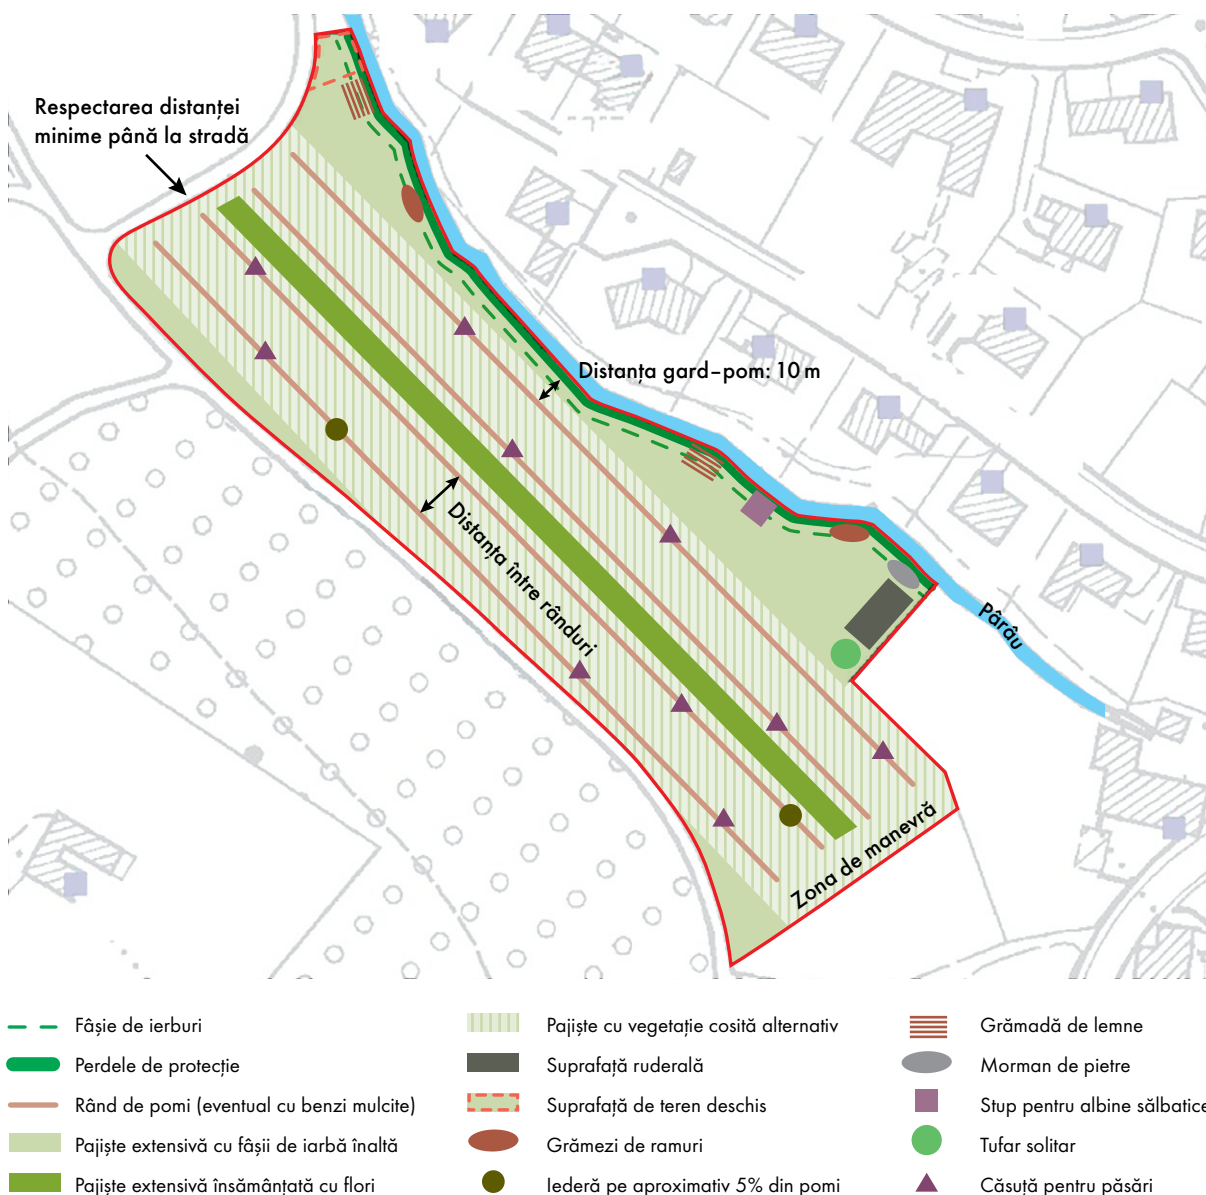 Respectarea distanței
minime până la stradă
Distanța gard–pom: 10 m
Distanța între rânduri
Pârâu
Zona de manevră
Fâșie de ierburi
Perdele de protecție
Rând de pomi (eventual cu benzi mulcite)
Pajiște extensivă cu fâșii de iarbă înaltă
Pajiște extensivă însămânțată cu flori
Pajiște cu vegetație cosită alternativ
Suprafață ruderală
Suprafață de teren deschis
Grămezi de ramuri
Iederă pe aproximativ 5% din pomi
Grămadă de lemne
Morman de pietre
Stup pentru albine sălbatice
Tufar solitar
Căsuță pentru păsări